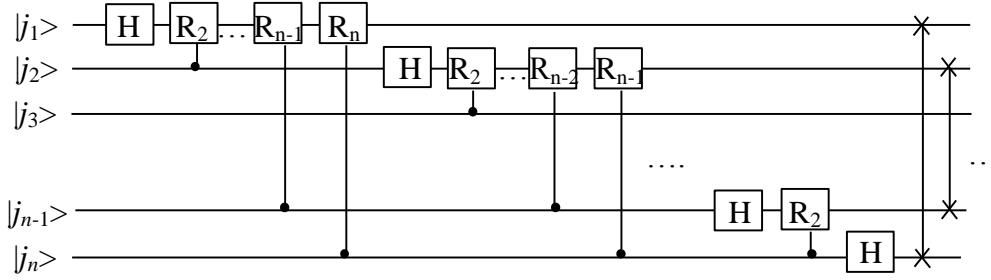 |j₁> H R₂ ... Rₙ₋₁ Rₙ
|j₂> H R₂ ... Rₙ₋₂ Rₙ₋₁
|j₃>
.... ..
|jₙ₋₁> H R₂
|jₙ> H